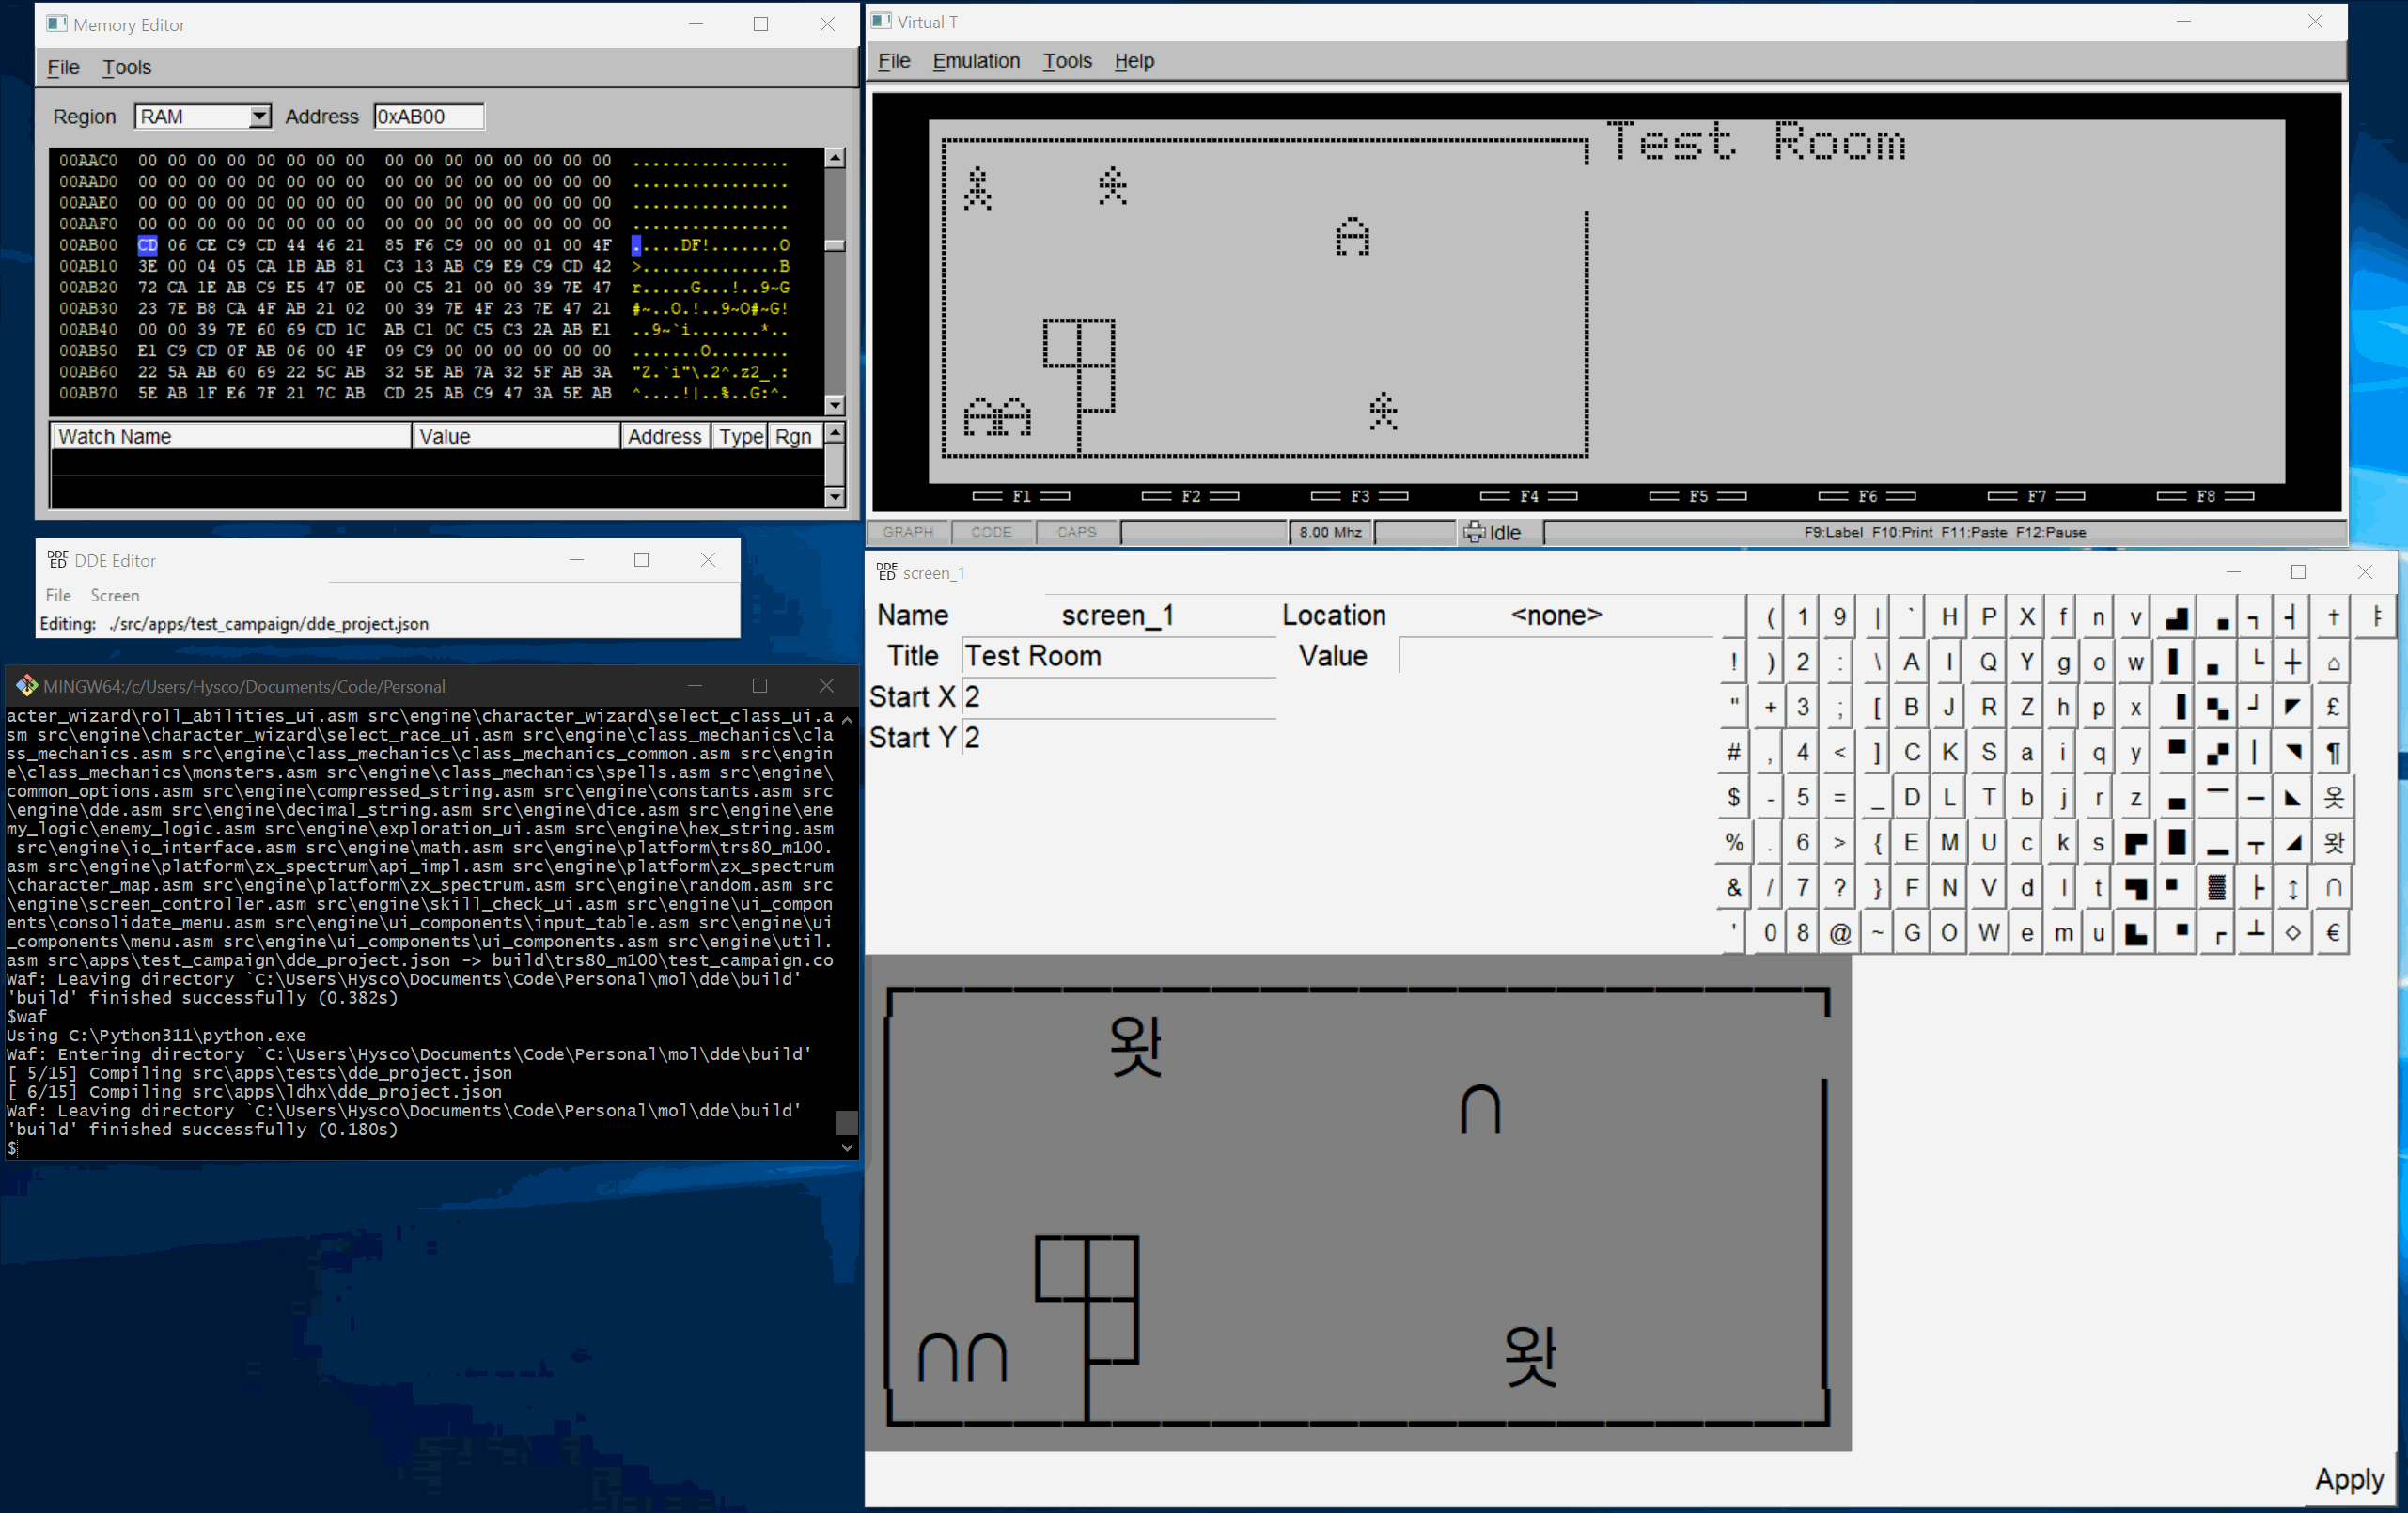 Memory Editor
File Tools
Region RAM Address 0xAB00
00AAC0 00 00 00 00 00 00 00 00 00 00 00 00 00 00 00 00 ................
00AAD0 00 00 00 00 00 00 00 00 00 00 00 00 00 00 00 00 ................
00AAE0 00 00 00 00 00 00 00 00 00 00 00 00 00 00 00 00 ................
00AAF0 00 00 00 00 00 00 00 00 00 00 00 00 00 00 00 00 ................
00AB00 CD 06 CE C9 CD 44 46 21 85 F6 C9 00 00 01 00 4F .....DF!.......O
00AB10 3E 00 04 05 CA 1B AB 81 C3 13 AB C9 E9 C9 CD 42 >..............B
00AB20 72 CA 1E AB C9 E5 47 0E 00 C5 21 00 00 39 7E 47 r.....G...!..9~G
00AB30 23 7E B8 CA 4F AB 21 02 00 39 7E 4F 23 7E 47 21 #~..O.!..9~O#~G!
00AB40 00 00 39 7E 60 69 CD 1C AB C1 0C C5 C3 2A AB E1 ..9~`i.......*..
00AB50 E1 C9 CD 0F AB 06 00 4F 09 C9 00 00 00 00 00 00 .......O........
00AB60 22 5A AB 60 69 22 5C AB 32 5E AB 7A 32 5F AB 3A "Z.`i"\.2^.z2_.:
00AB70 5E AB 1F E6 7F 21 7C AB CD 25 AB C9 47 3A 5E AB ^....!|..%..G:^.
Watch Name Value Address Type Rgn
Virtual T
File Emulation Tools Help
Test Room
F1 F2 F3 F4 F5 F6 F7 F8
GRAPH CODE CAPS 8.00 Mhz Idle F9:Label F10:Print F11:Paste F12:Pause
DDE ED DDE Editor
File Screen
Editing: ./src/apps/test_campaign/dde_project.json
MINGW64:/c/Users/Hysco/Documents/Code/Personal
acter_wizard\roll_abilities_ui.asm src\engine\character_wizard\select_class_ui.a
sm src\engine\character_wizard\select_race_ui.asm src\engine\class_mechanics\cla
ss_mechanics.asm src\engine\class_mechanics\class_mechanics_common.asm src\engin
e\class_mechanics\monsters.asm src\engine\class_mechanics\spells.asm src\engine\
common_options.asm src\engine\compressed_string.asm src\engine\constants.asm src
\engine\dde.asm src\engine\decimal_string.asm src\engine\dice.asm src\engine\ene
my_logic\enemy_logic.asm src\engine\exploration_ui.asm src\engine\hex_string.asm
 src\engine\io_interface.asm src\engine\math.asm src\engine\platform\trs80_m100.
asm src\engine\platform\zx_spectrum\api_impl.asm src\engine\platform\zx_spectrum
\character_map.asm src\engine\platform\zx_spectrum.asm src\engine\random.asm src
\engine\screen_controller.asm src\engine\skill_check_ui.asm src\engine\ui_compon
ents\consolidate_menu.asm src\engine\ui_components\input_table.asm src\engine\ui
_components\menu.asm src\engine\ui_components\ui_components.asm src\engine\util.
asm src\apps\test_campaign\dde_project.json -> build\trs80_m100\test_campaign.co
Waf: Leaving directory `C:\Users\Hysco\Documents\Code\Personal\mol\dde\build'
'build' finished successfully (0.382s)
$waf
Using C:\Python311\python.exe
Waf: Entering directory `C:\Users\Hysco\Documents\Code\Personal\mol\dde\build'
[ 5/15] Compiling src\apps\tests\dde_project.json
[ 6/15] Compiling src\apps\ldhx\dde_project.json
Waf: Leaving directory `C:\Users\Hysco\Documents\Code\Personal\mol\dde\build'
'build' finished successfully (0.180s)
$
DDE ED screen_1
Name screen_1 Location <none>
Title Test Room Value
Start X 2
Start Y 2
( 1 9 | ` H P X f n v ▟ ▗ ┐ ┤ † ㅑ
! ) 2 : \ A I Q Y g o w ▌ ▖ └ ┼ ⌂
" + 3 ; [ B J R Z h p x ▐ ▚ ┘ ◤ £
# , 4 < ] C K S a i q y ▀ ▞ │ ◥ ¶
$ - 5 = _ D L T b j r z ▄ ▔ ─ ◣ 옷
% . 6 > { E M U c k s ▛ █ ▂ ┬ ◢ 왓
& / 7 ? } F N V d l t ▜ ▘ ▒ ├ ↕ ∩
' 0 8 @ ~ G O W e m u ▙ ▝ ┌ ┴ ◇ €
왓
∩
∩∩
왓
Apply